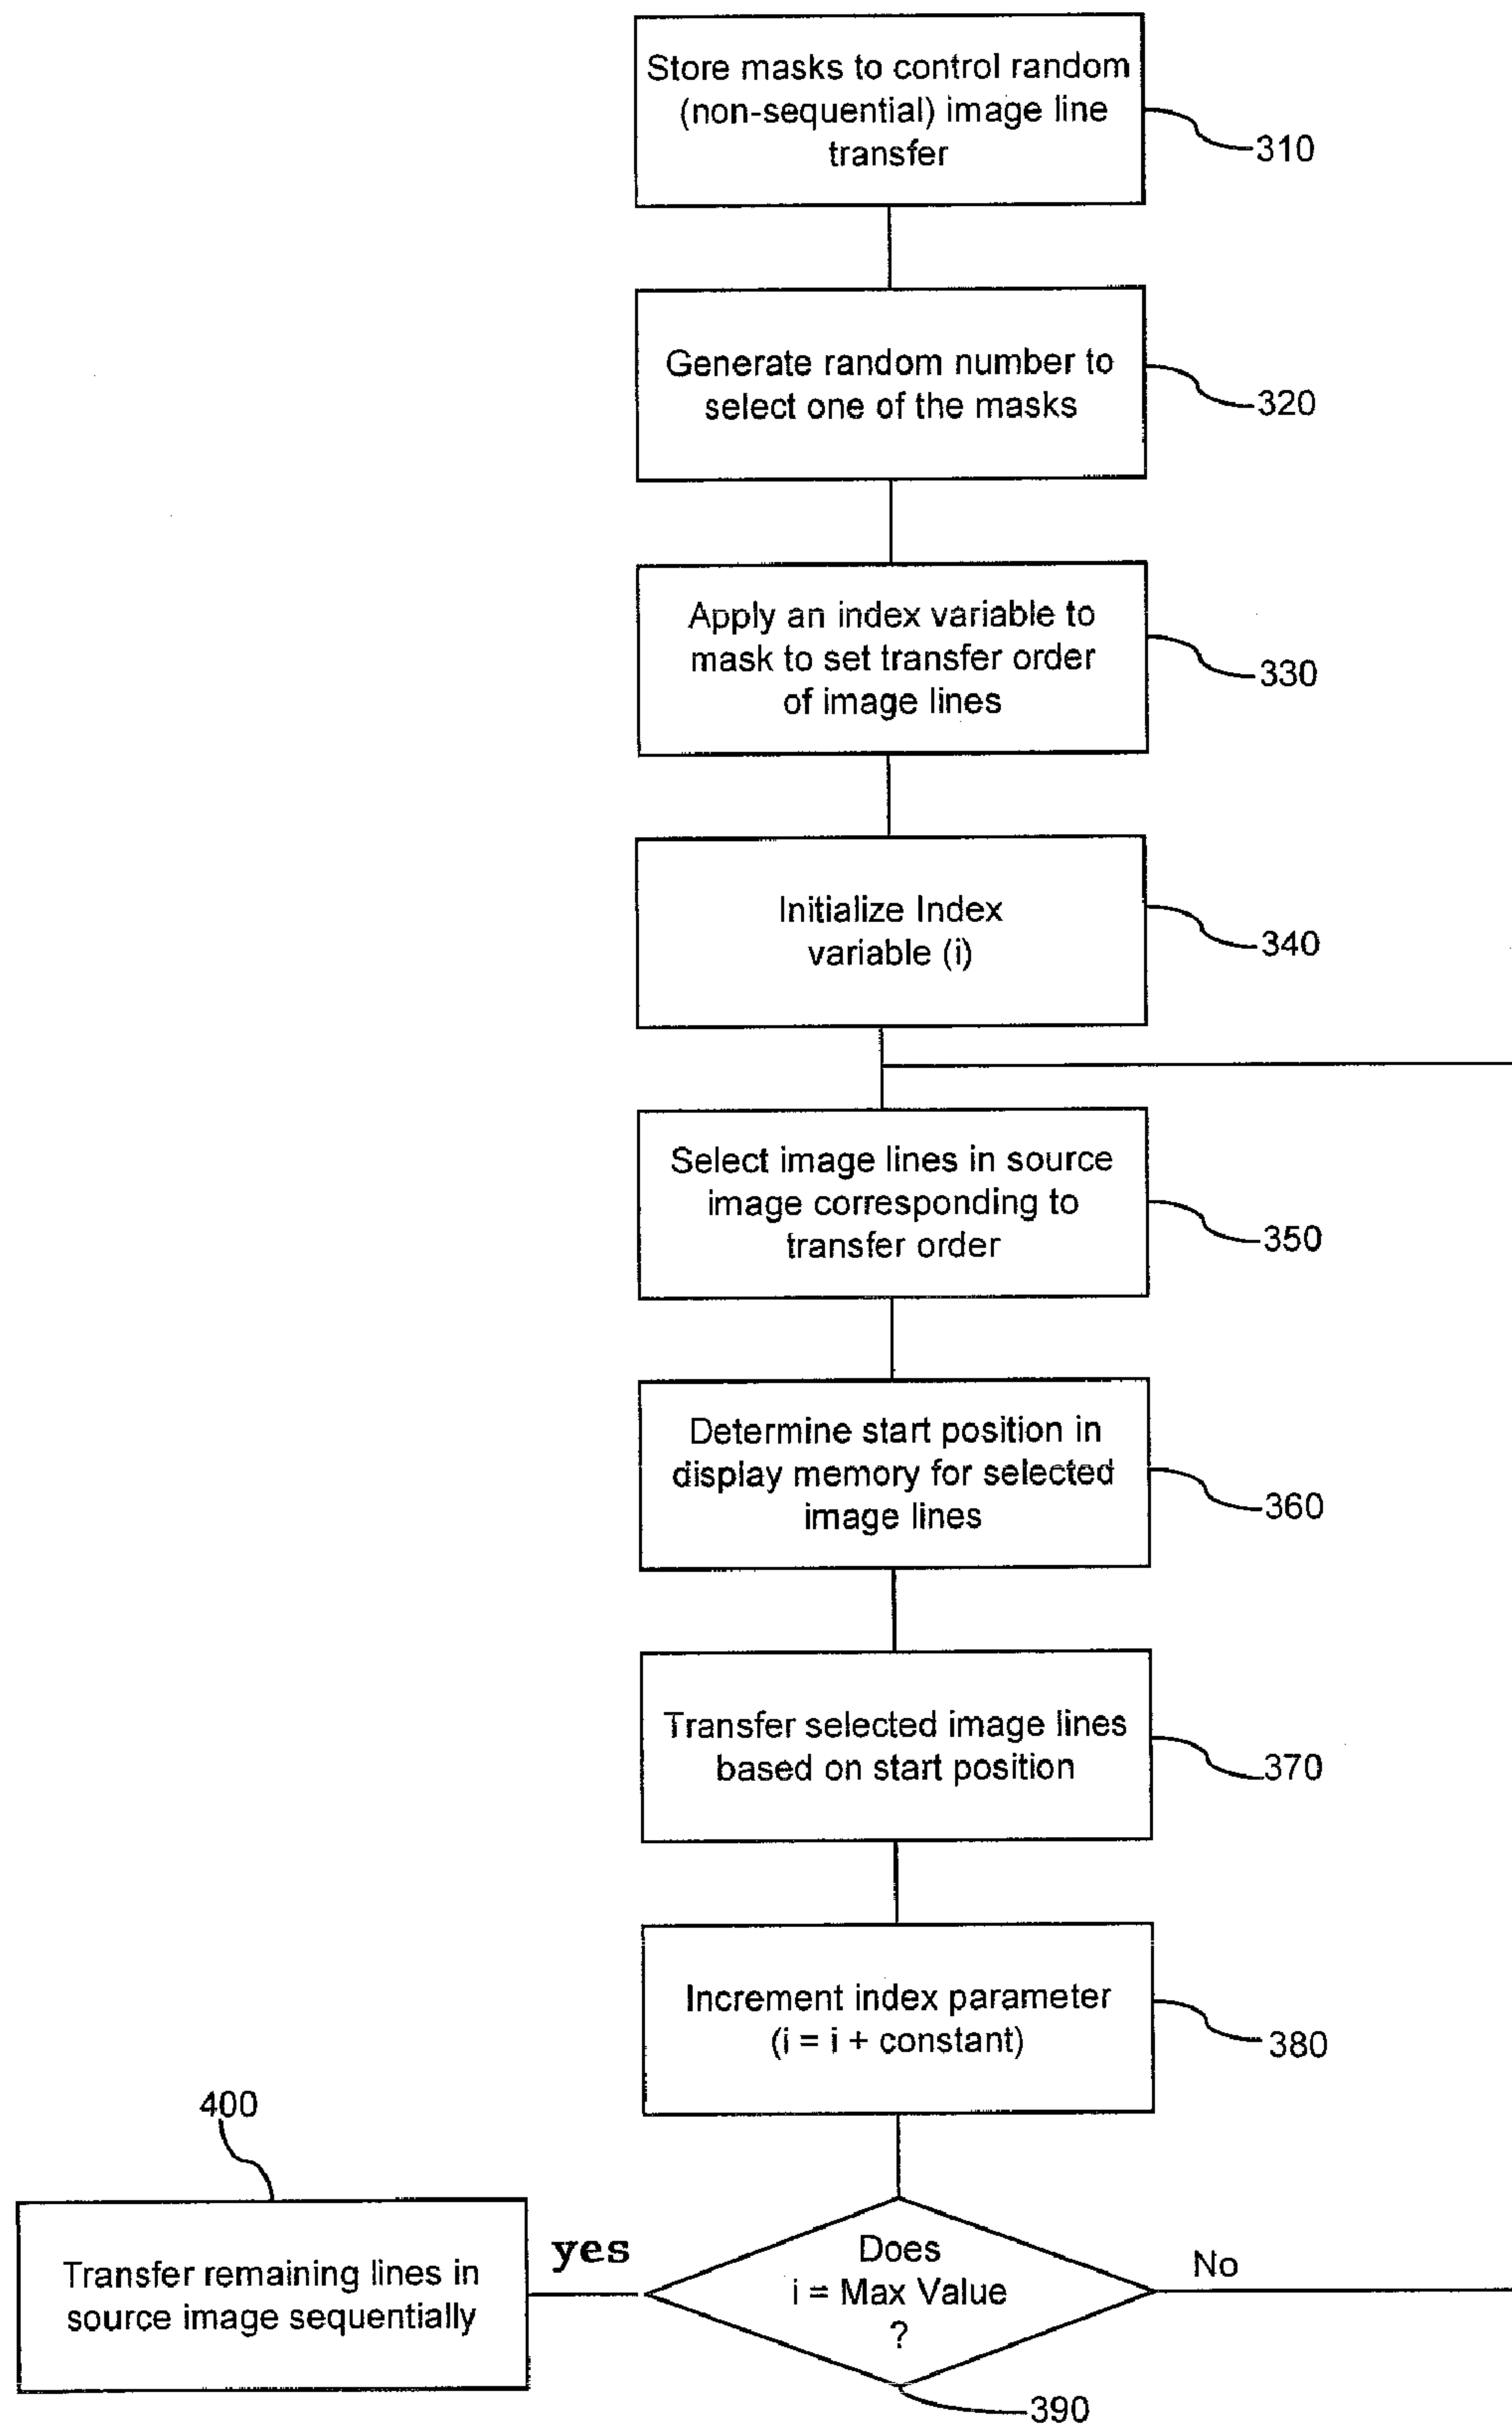 Store masks to control random
(non-sequential) image line
transfer
310
Generate random number to
select one of the masks
320
Apply an index variable to
mask to set transfer order
of image lines
330
Initialize Index
variable (i)
340
Select image lines in source
image corresponding to
transfer order
350
Determine start position in
display memory for selected
image lines
360
Transfer selected image lines
based on start position
370
Increment index parameter
(i = i + constant)
380
400
Transfer remaining lines in
source image sequentially
yes
Does
i = Max Value
?
No
390